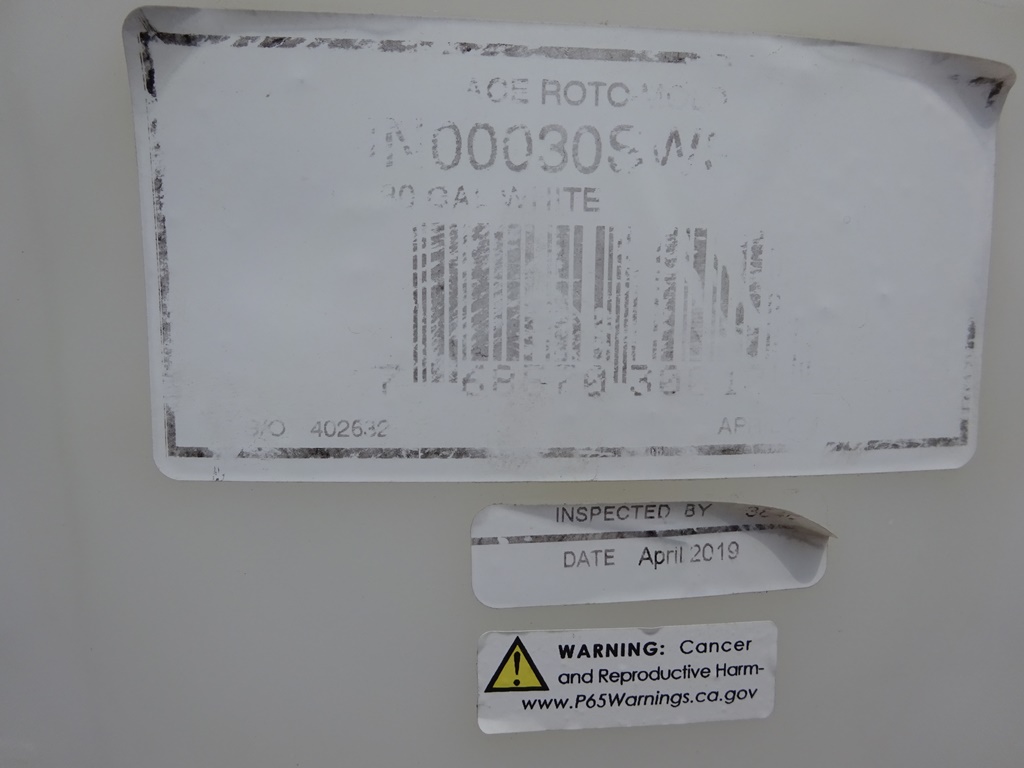 ACE ROTO-MOLD
30 GAL WHITE
S/O 402632
INSPECTED BY
DATE April 2019
WARNING: Cancer
and Reproductive Harm-
www.P65Warnings.ca.gov